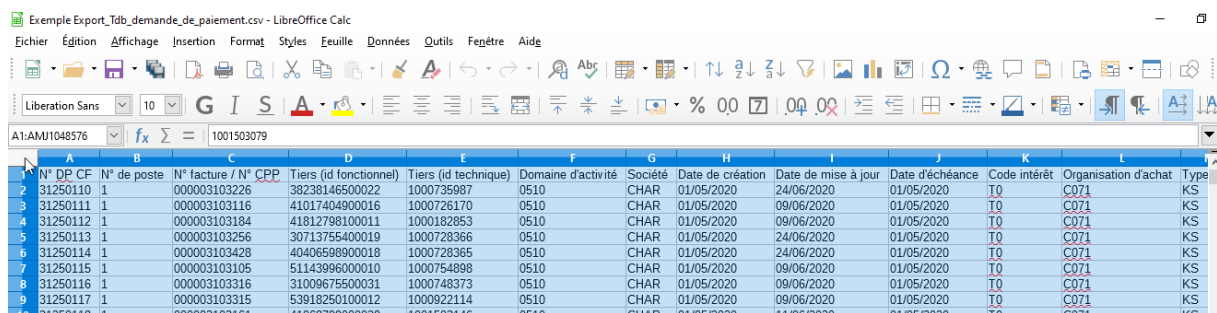 Exemple Export_Tdb_demande_de_paiement.csv - LibreOffice Calc
Fichier Édition Affichage Insertion Format Styles Feuille Données Outils Fenêtre Aide
Liberation Sans 10 G I S A
A1:AMJ1048576 fx Σ = 1001503079
A B C D E F G H I J K L
1 N° DP CF N° de poste N° facture / N° CPP Tiers (id fonctionnel) Tiers (id technique) Domaine d'activité Société Date de création Date de mise à jour Date d'échéance Code intérêt Organisation d'achat Type
2 31250110 1 000003103226 38238146500022 1000735987 0510 CHAR 01/05/2020 24/06/2020 01/05/2020 T0 C071 KS
3 31250111 1 000003103116 41017404900016 1000726170 0510 CHAR 01/05/2020 09/06/2020 01/05/2020 T0 C071 KS
4 31250112 1 000003103184 41812798100011 1000182853 0510 CHAR 01/05/2020 09/06/2020 01/05/2020 T0 C071 KS
5 31250113 1 000003103256 30713755400019 1000728366 0510 CHAR 01/05/2020 24/06/2020 01/05/2020 T0 C071 KS
6 31250114 1 000003103428 40406598900018 1000728365 0510 CHAR 01/05/2020 24/06/2020 01/05/2020 T0 C071 KS
7 31250115 1 000003103105 51143996000010 1000754898 0510 CHAR 01/05/2020 09/06/2020 01/05/2020 T0 C071 KS
8 31250116 1 000003103316 31009675500031 1000748373 0510 CHAR 01/05/2020 09/06/2020 01/05/2020 T0 C071 KS
9 31250117 1 000003103315 53918250100012 1000922114 0510 CHAR 01/05/2020 09/06/2020 01/05/2020 T0 C071 KS